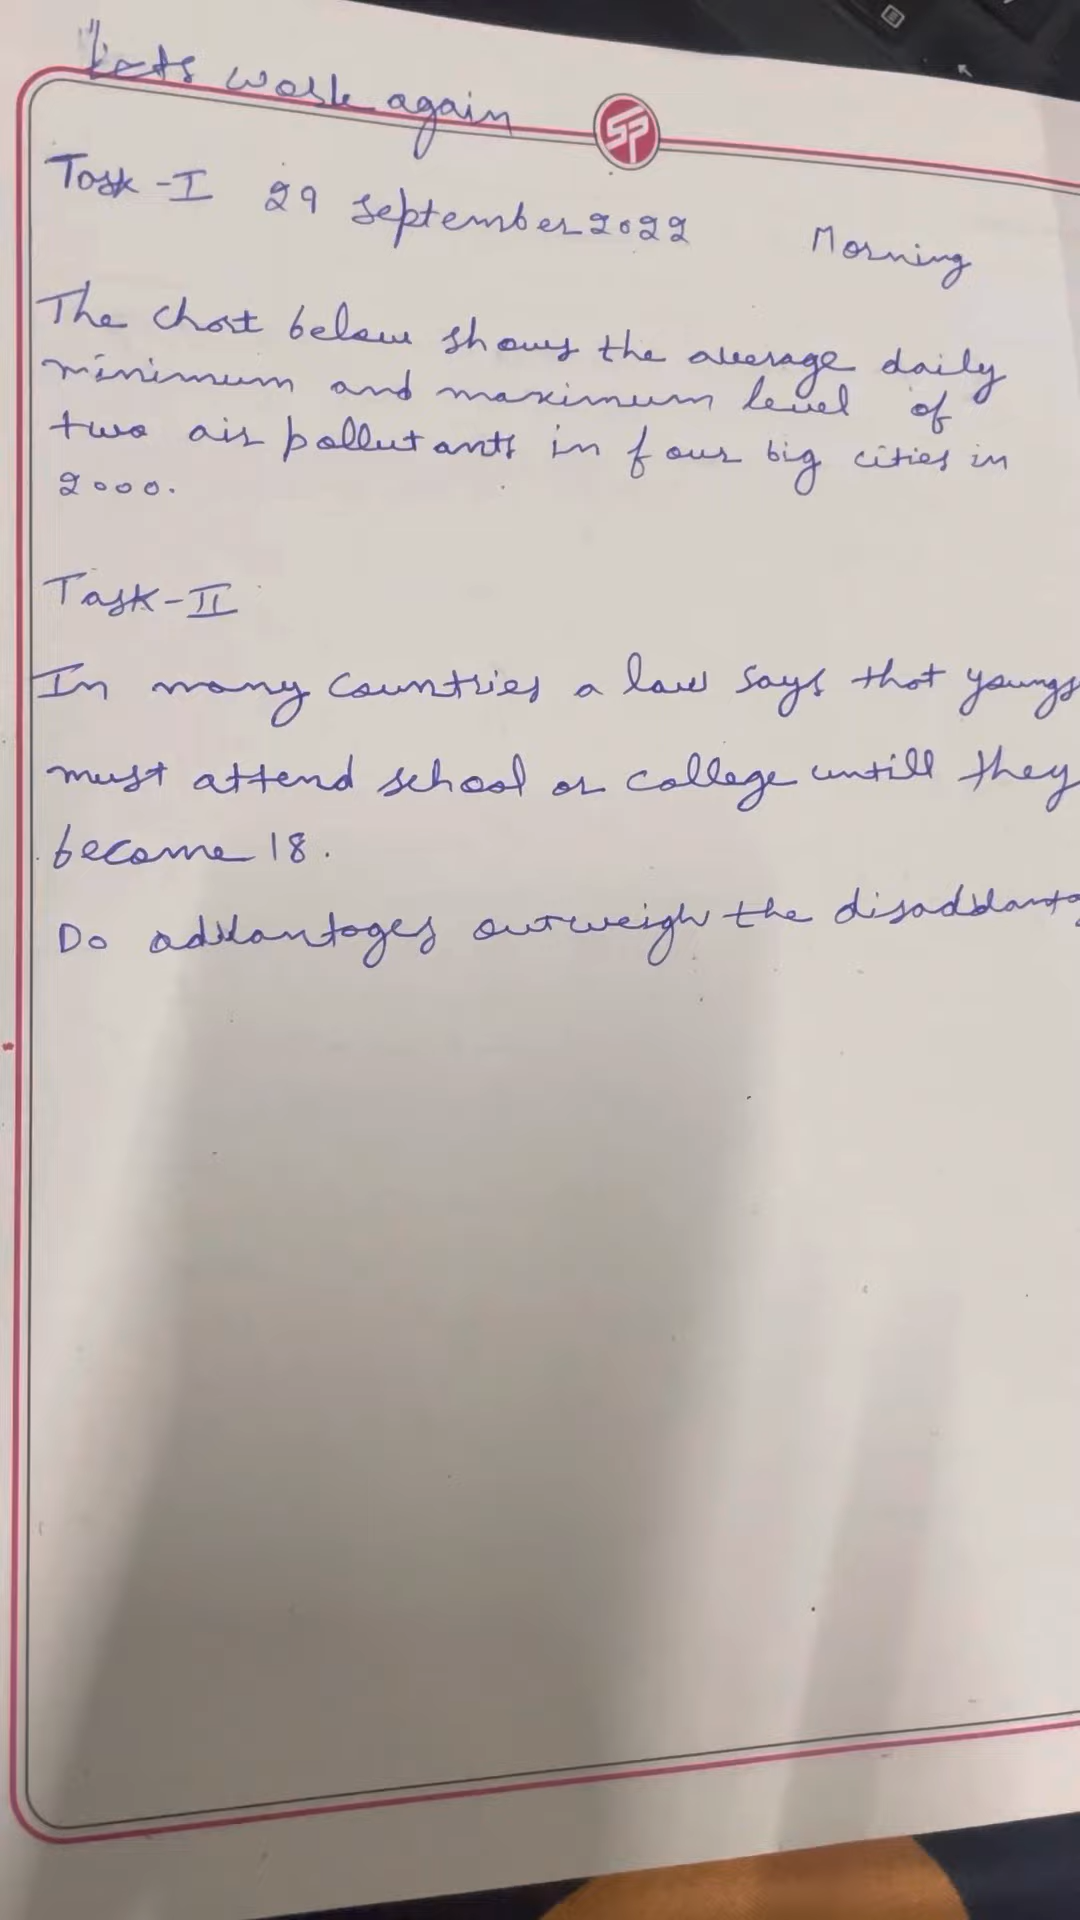 Lets work again
SP
Task-I 29 September 2022 Morning
The Chart below shows the average daily
minimum and maximum level of
two air pollutants in four big cities in
2000.
Task-II
In many Countries a law says that youngs
must attend school or college untill they
become 18.
Do advantages outweigh the